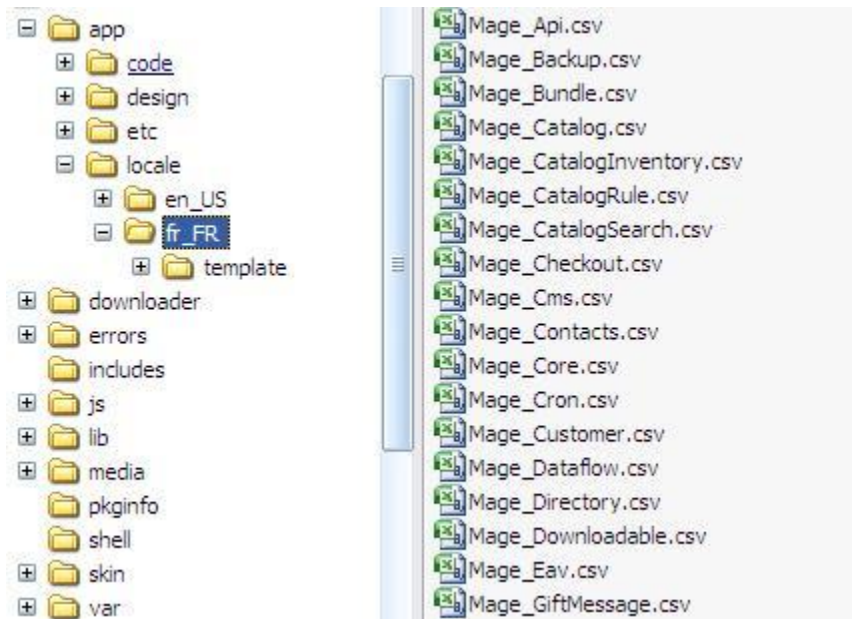 app
code
design
etc
locale
en_US
fr_FR
template
downloader
errors
includes
js
lib
media
pkginfo
shell
skin
var
Mage_Api.csv
Mage_Backup.csv
Mage_Bundle.csv
Mage_Catalog.csv
Mage_CatalogInventory.csv
Mage_CatalogRule.csv
Mage_CatalogSearch.csv
Mage_Checkout.csv
Mage_Cms.csv
Mage_Contacts.csv
Mage_Core.csv
Mage_Cron.csv
Mage_Customer.csv
Mage_Dataflow.csv
Mage_Directory.csv
Mage_Downloadable.csv
Mage_Eav.csv
Mage_GiftMessage.csv